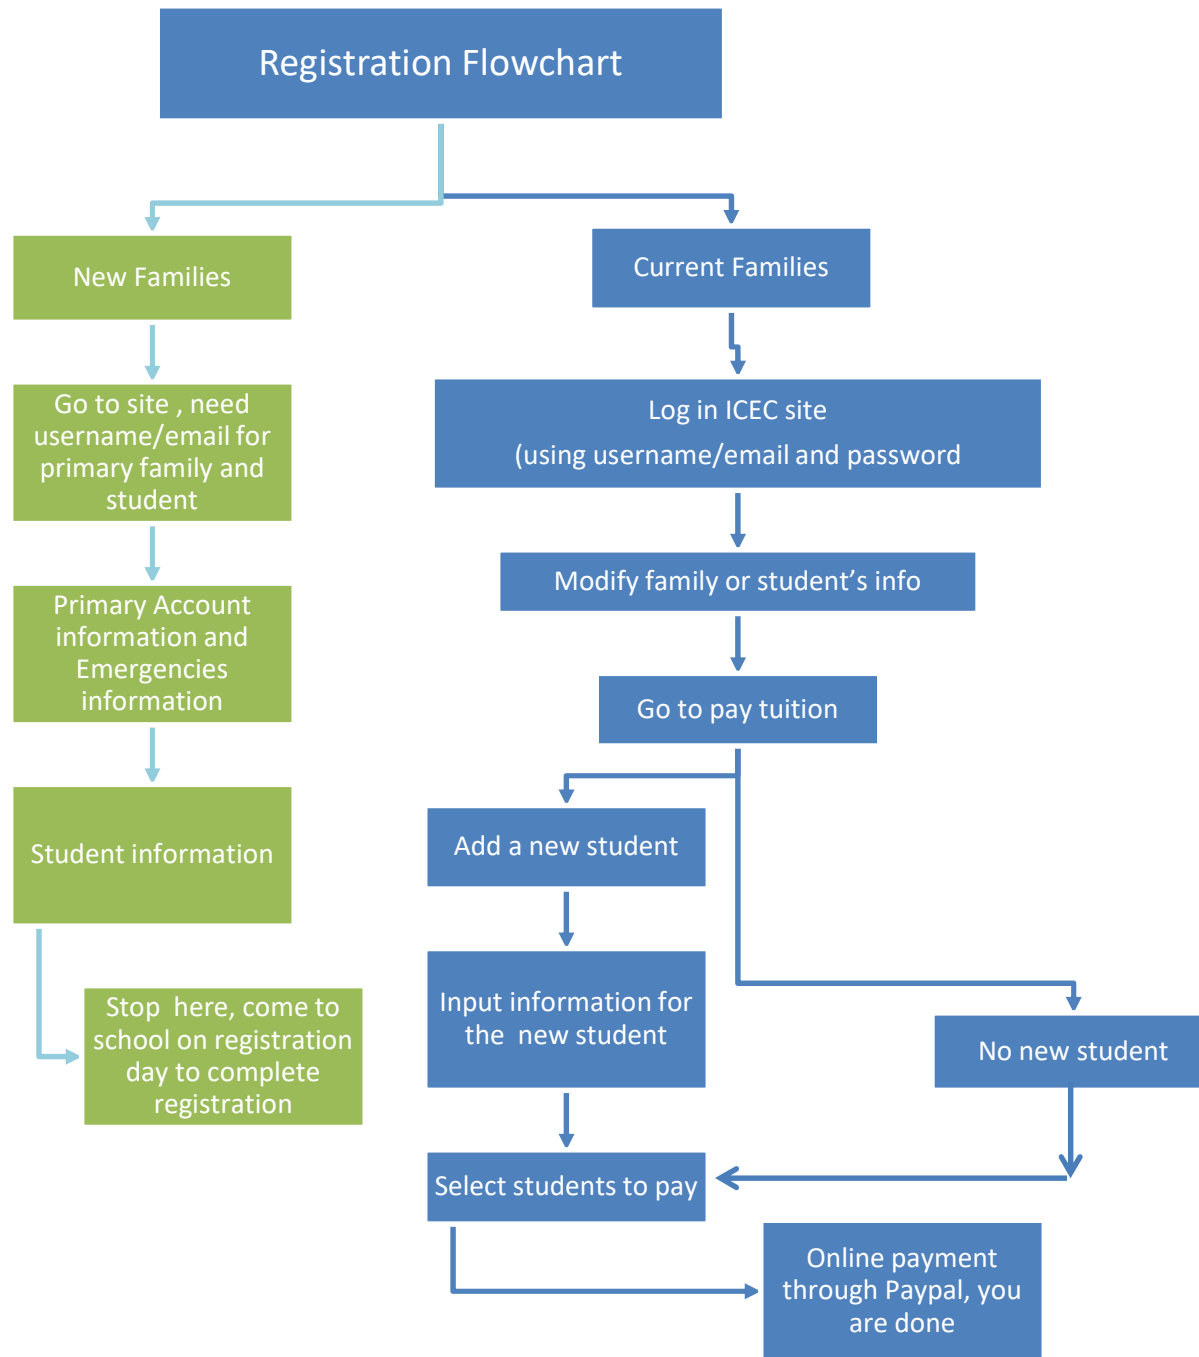 Registration Flowchart
New Families
Current Families
Go to site , need
username/email for
primary family and
student
Log in ICEC site
(using username/email and password
Primary Account
information and
Emergencies
information
Modify family or student’s info
Go to pay tuition
Student information
Add a new student
Stop  here, come to
school on registration
day to complete
registration
Input information for
the  new student
No new student
Select students to pay
Online payment
through Paypal, you
are done